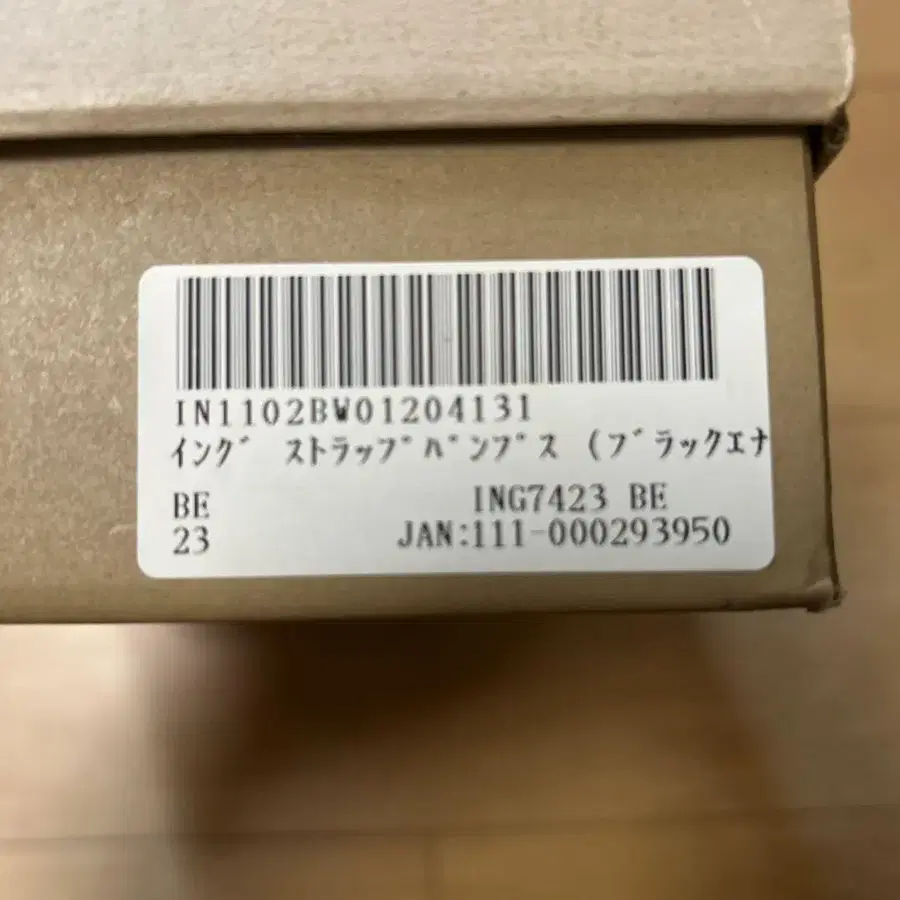 IN1102BW01204131
イング ストラップパンプス (ブラックエナ
BE ING7423 BE
23 JAN:111-000293950